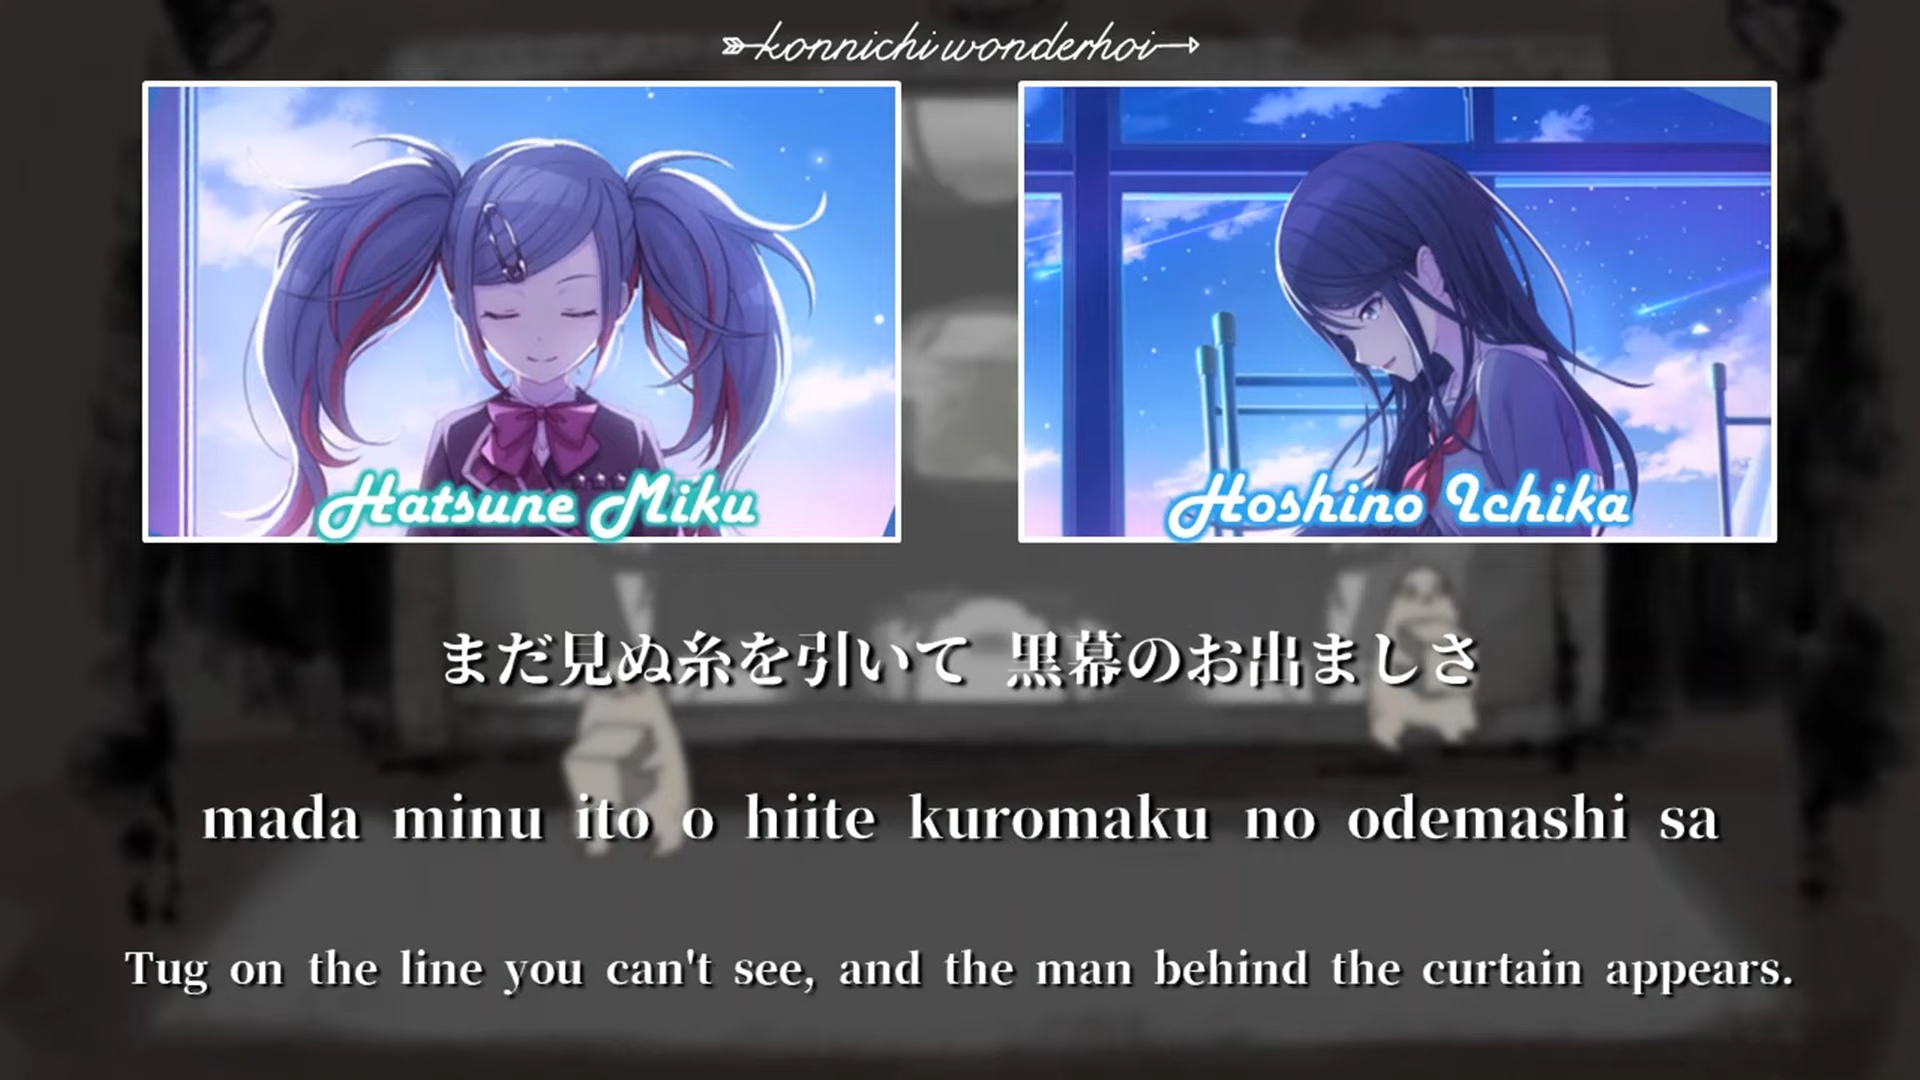 konnichiwonderhoi
Hatsune Miku
Hoshino Ichika
まだ見ぬ糸を引いて 黒幕のお出ましさ
mada minu ito o hiite kuromaku no odemashi sa
Tug on the line you can't see, and the man behind the curtain appears.